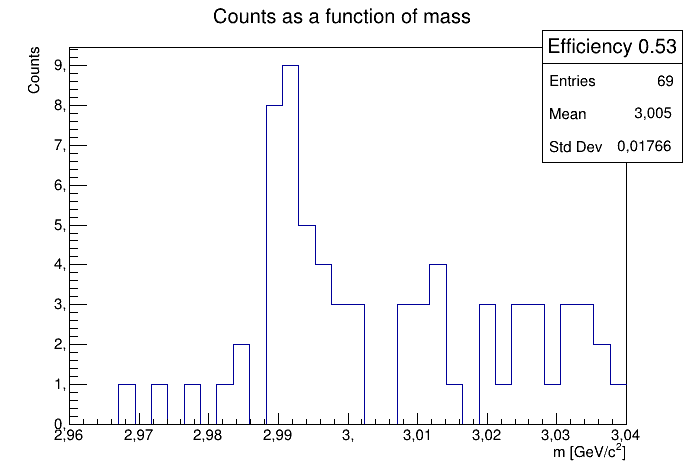 Counts as a function of mass
Efficiency 0.53
Entries 69
Mean 3,005
Std Dev 0,01766
Counts
9,
8,
7,
6,
5,
4,
3,
2,
1,
0,
2,96 2,97 2,98 2,99 3, 3,01 3,02 3,03 3,04
m [GeV/c²]